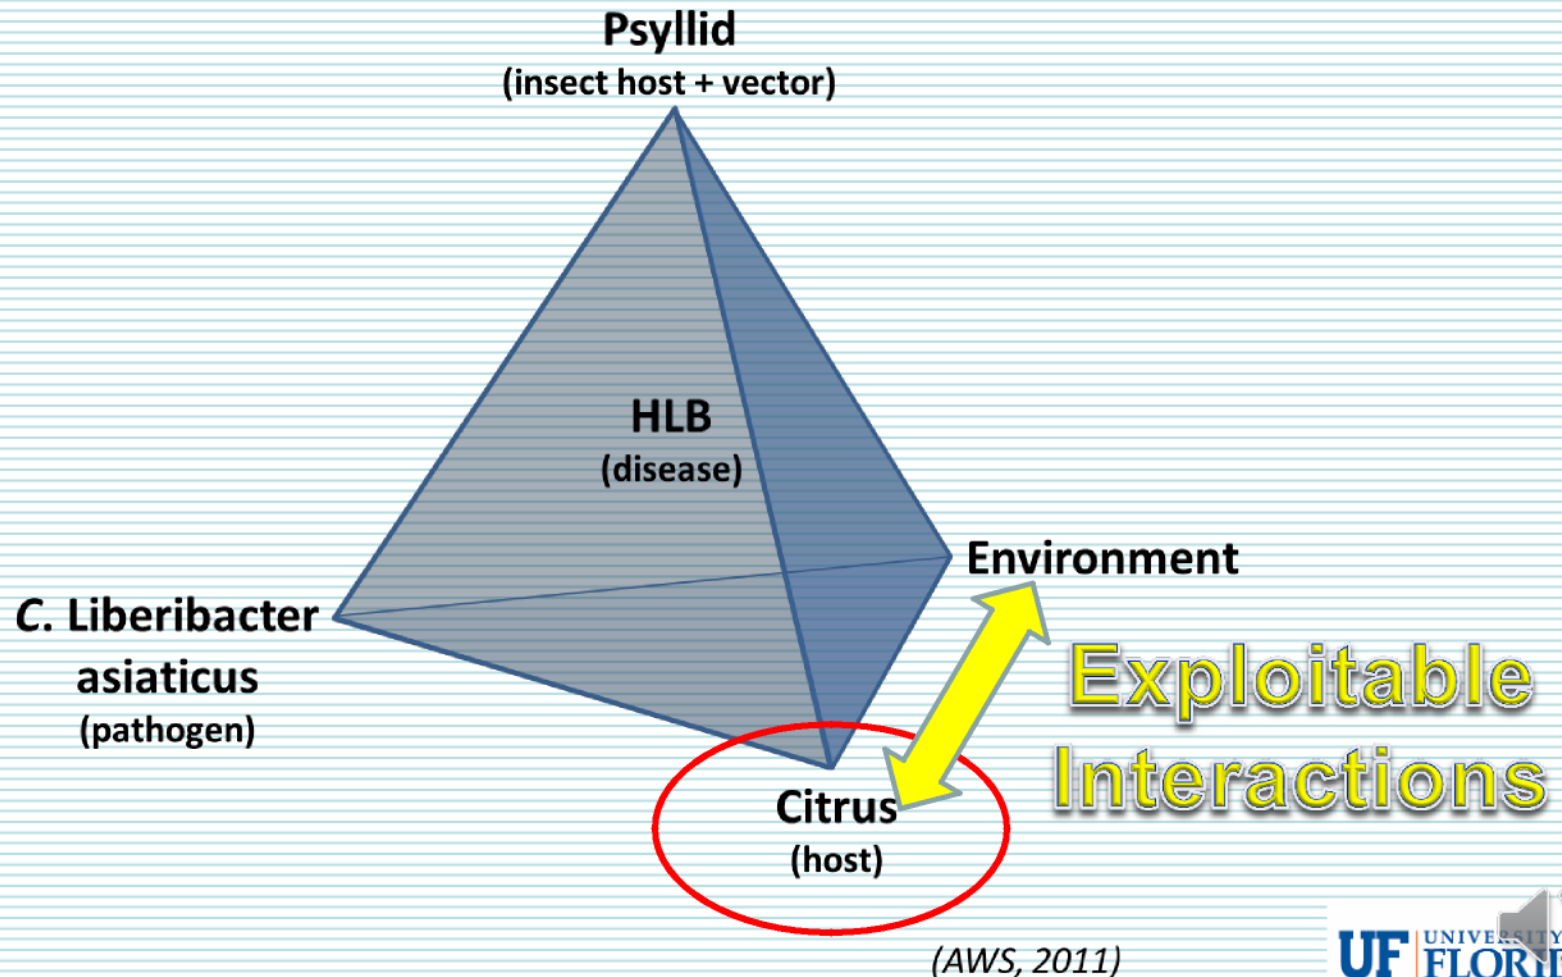 Psyllid
(insect host + vector)
HLB
(disease)
Environment
C. Liberibacter
asiaticus
(pathogen)
Exploitable
Interactions
Citrus
(host)
(AWS, 2011)
UF